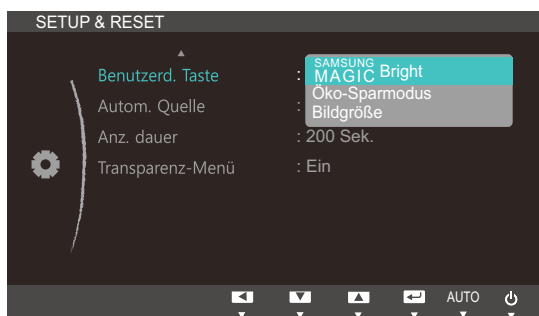 SETUP & RESET
Benutzerd. Taste : SAMSUNG MAGIC Bright
Autom. Quelle : Öko-Sparmodus
Bildgröße
Anz. dauer : 200 Sek.
Transparenz-Menü : Ein
AUTO